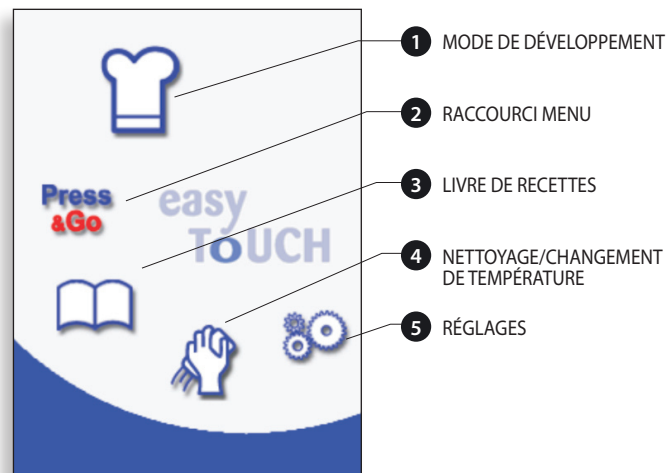 1 MODE DE DÉVELOPPEMENT
2 RACCOURCI MENU
Press
&Go
easy
ToUCH
3 LIVRE DE RECETTES
4 NETTOYAGE/CHANGEMENT
DE TEMPÉRATURE
5 RÉGLAGES